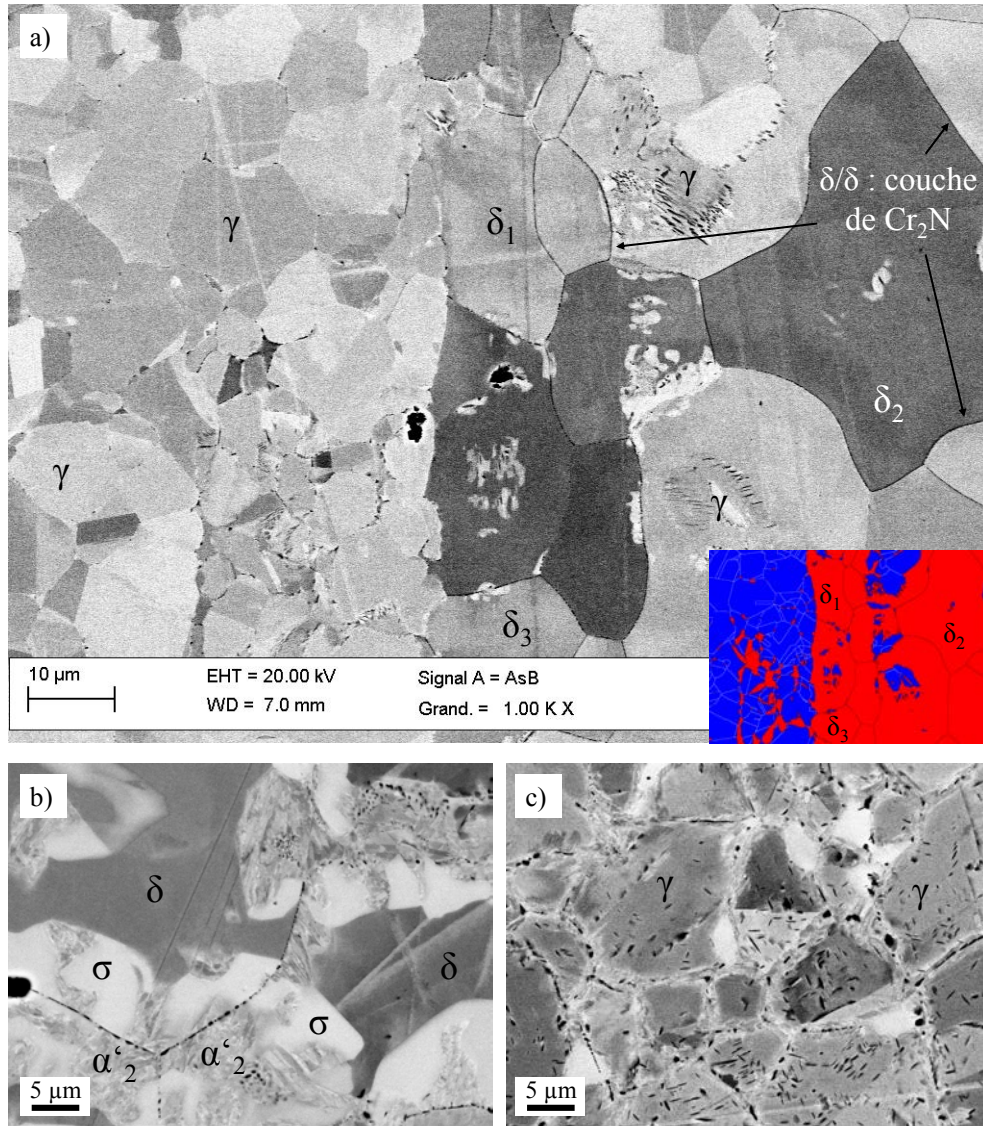 a)
γ
δ1
γ
δ/δ : couche
de Cr2N
γ
δ2
γ
δ3
10 µm
EHT = 20.00 kV
Signal A = AsB
WD = 7.0 mm
Grand. = 1.00 K X
δ1
δ2
δ3
b)
δ
σ
δ
σ
α‘2
α‘2
5 µm
c)
γ
γ
5 µm